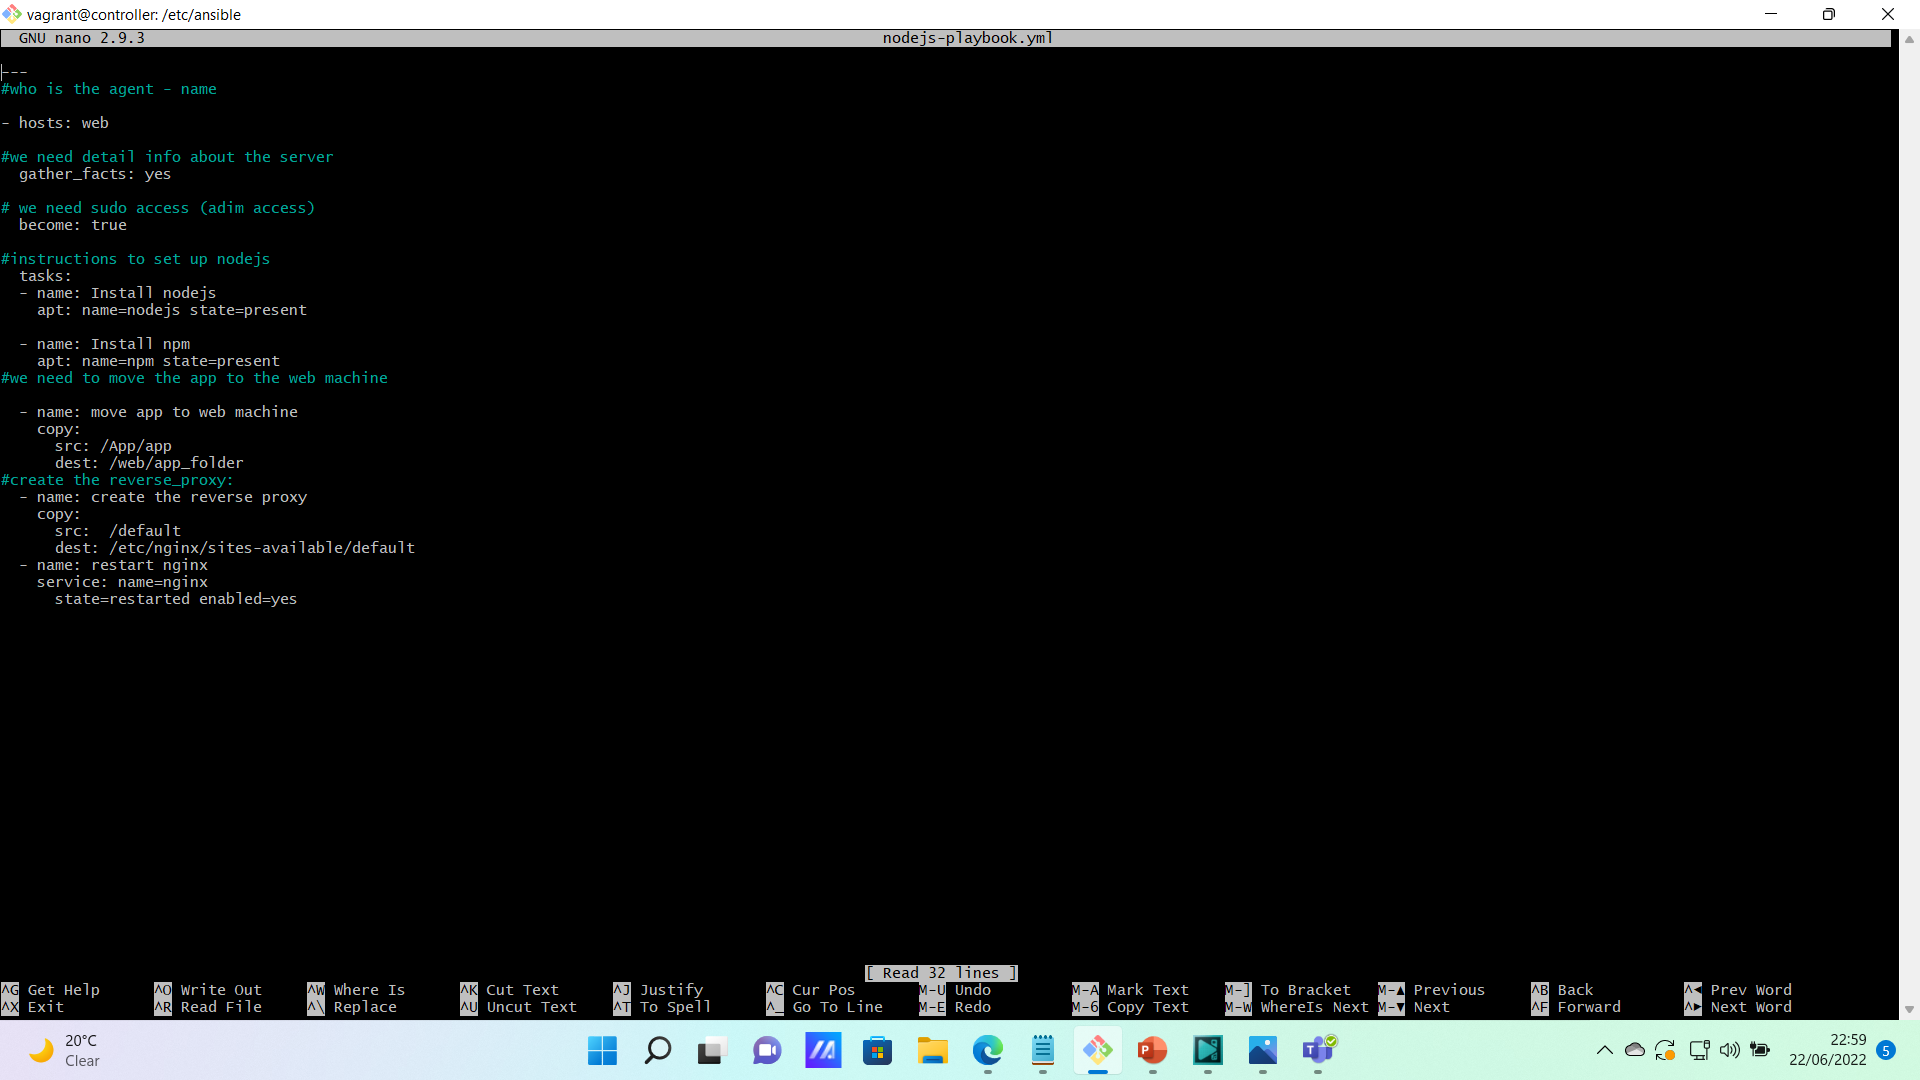 vagrant@controller: /etc/ansible
GNU nano 2.9.3 nodejs-playbook.yml
---
#who is the agent - name
- hosts: web
#we need detail info about the server
gather_facts: yes
# we need sudo access (adim access)
become: true
#instructions to set up nodejs
tasks:
- name: Install nodejs
apt: name=nodejs state=present
- name: Install npm
apt: name=npm state=present
#we need to move the app to the web machine
- name: move app to web machine
copy:
src: /App/app
dest: /web/app_folder
#create the reverse_proxy:
- name: create the reverse proxy
copy:
src:  /default
dest: /etc/nginx/sites-available/default
- name: restart nginx
service: name=nginx
state=restarted enabled=yes
[ Read 32 lines ]
^G Get Help ^O Write Out ^W Where Is ^K Cut Text ^J Justify ^C Cur Pos M-U Undo M-A Mark Text M-] To Bracket M-▲ Previous ^B Back ^◄ Prev Word
^X Exit ^R Read File ^\ Replace ^U Uncut Text ^T To Spell ^_ Go To Line M-E Redo M-6 Copy Text M-W WhereIs Next M-▼ Next ^F Forward ^► Next Word
20°C
Clear
22:59
22/06/2022
5